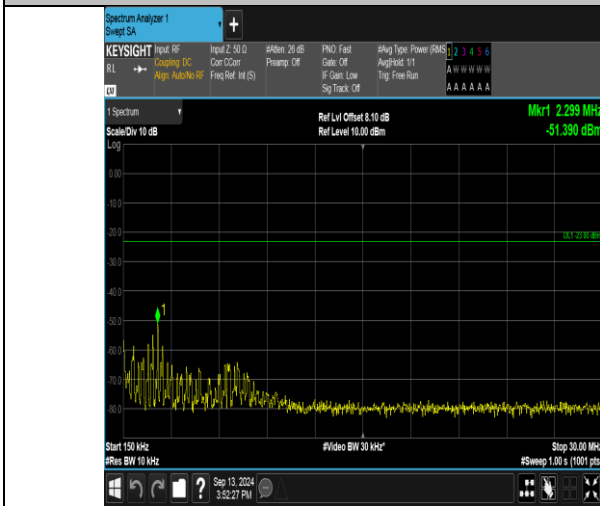 Spectrum Analyzer 1
Swept SA
+
KEYSIGHT
RL
Input: RF
Coupling: DC
Align: Auto/No RF
Input Z: 50 Ω
Corr CCorr
Freq Ref: Int (S)
#Atten: 26 dB
Preamp: Off
PNO: Fast
Gate: Off
IF Gain: Low
Sig Track: Off
#Avg Type: Power (RMS
Avg|Hold: 1/1
Trig: Free Run
1 2 3 4 5 6
A W W W W W
A A A A A A
1 Spectrum
Scale/Div 10 dB
Ref Lvl Offset 8.10 dB
Ref Level 10.00 dBm
Mkr1 2.299 MHz
-51.390 dBm
Log
0.00
-10.0
-20.0
DL1 -23.00 dBm
-30.0
-40.0
1
-50.0
-60.0
-70.0
-80.0
Start 150 kHz
#Res BW 10 kHz
#Video BW 30 kHz*
Stop 30.00 MHz
#Sweep 1.00 s (1001 pts
?
Sep 13, 2024
3:52:27 PM